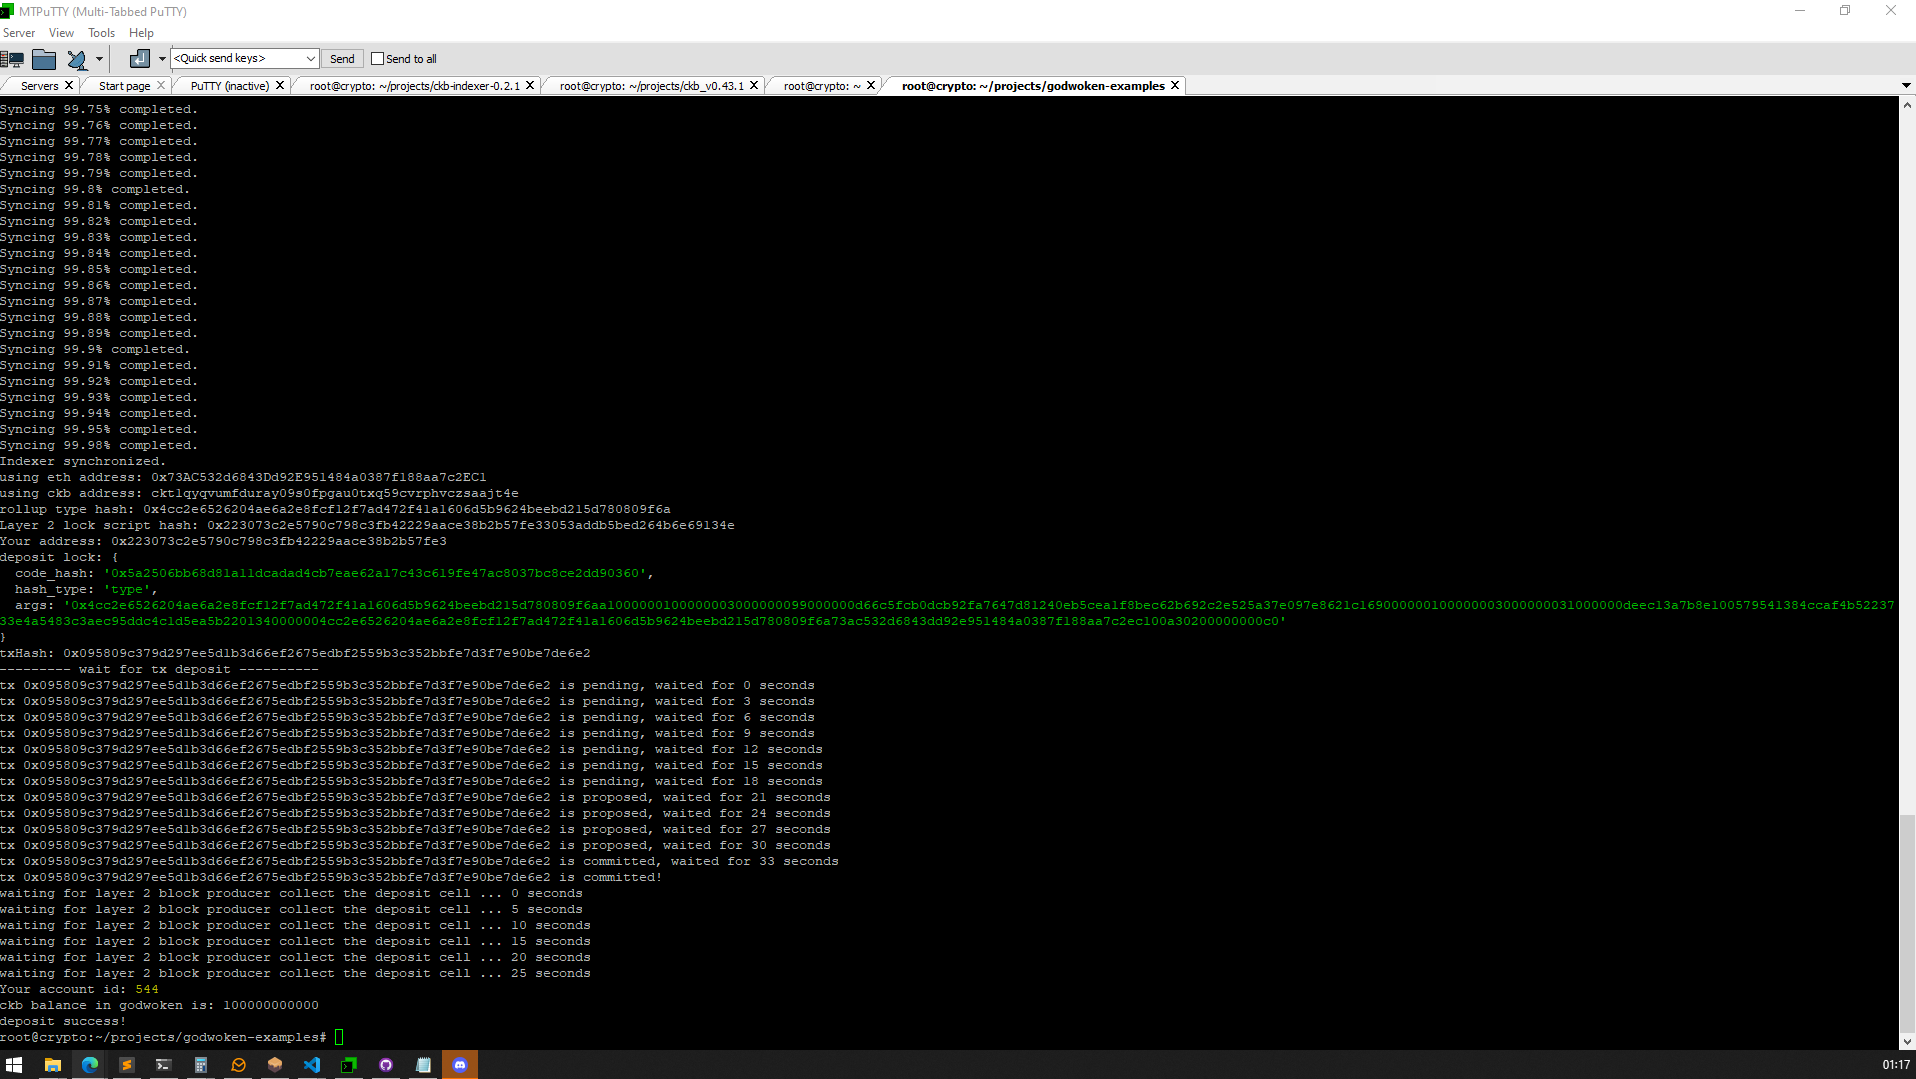 MTPuTTY (Multi-Tabbed PuTTY)
Server View Tools Help
<Quick send keys> Send Send to all
Servers Start page PuTTY (inactive) root@crypto: ~/projects/ckb-indexer-0.2.1 root@crypto: ~/projects/ckb_v0.43.1 root@crypto: ~ root@crypto: ~/projects/godwoken-examples
Syncing 99.75% completed.
Syncing 99.76% completed.
Syncing 99.77% completed.
Syncing 99.78% completed.
Syncing 99.79% completed.
Syncing 99.8% completed.
Syncing 99.81% completed.
Syncing 99.82% completed.
Syncing 99.83% completed.
Syncing 99.84% completed.
Syncing 99.85% completed.
Syncing 99.86% completed.
Syncing 99.87% completed.
Syncing 99.88% completed.
Syncing 99.89% completed.
Syncing 99.9% completed.
Syncing 99.91% completed.
Syncing 99.92% completed.
Syncing 99.93% completed.
Syncing 99.94% completed.
Syncing 99.95% completed.
Syncing 99.98% completed.
Indexer synchronized.
using eth address: 0x73AC532d6843Dd92E951484a0387f188aa7c2EC1
using ckb address: ckt1qyqvumfduray09s0fpgau0txq59cvrphvczsaajt4e
rollup type hash: 0x4cc2e6526204ae6a2e8fcf12f7ad472f41a1606d5b9624beebd215d780809f6a
Layer 2 lock script hash: 0x223073c2e5790c798c3fb42229aace38b2b57fe33053addb5bed264b6e69134e
Your address: 0x223073c2e5790c798c3fb42229aace38b2b57fe3
deposit lock: {
code_hash: '0x5a2506bb68d81a11dcadad4cb7eae62a17c43c619fe47ac8037bc8ce2dd90360',
hash_type: 'type',
args: '0x4cc2e6526204ae6a2e8fcf12f7ad472f41a1606d5b9624beebd215d780809f6aa1000000100000003000000099000000d66c5fcb0dcb92fa7647d81240eb5cea1f8bec62b692c2e525a37e097e8621c1690000000100000003000000031000000deec13a7b8e100579541384ccaf4b52237
33e4a5483c3aec95ddc4c1d5ea5b2201340000004cc2e6526204ae6a2e8fcf12f7ad472f41a1606d5b9624beebd215d780809f6a73ac532d6843dd92e951484a0387f188aa7c2ec100a30200000000c0'
}
txHash: 0x095809c379d297ee5d1b3d66ef2675edbf2559b3c352bbfe7d3f7e90be7de6e2
--------- wait for tx deposit ----------
tx 0x095809c379d297ee5d1b3d66ef2675edbf2559b3c352bbfe7d3f7e90be7de6e2 is pending, waited for 0 seconds
tx 0x095809c379d297ee5d1b3d66ef2675edbf2559b3c352bbfe7d3f7e90be7de6e2 is pending, waited for 3 seconds
tx 0x095809c379d297ee5d1b3d66ef2675edbf2559b3c352bbfe7d3f7e90be7de6e2 is pending, waited for 6 seconds
tx 0x095809c379d297ee5d1b3d66ef2675edbf2559b3c352bbfe7d3f7e90be7de6e2 is pending, waited for 9 seconds
tx 0x095809c379d297ee5d1b3d66ef2675edbf2559b3c352bbfe7d3f7e90be7de6e2 is pending, waited for 12 seconds
tx 0x095809c379d297ee5d1b3d66ef2675edbf2559b3c352bbfe7d3f7e90be7de6e2 is pending, waited for 15 seconds
tx 0x095809c379d297ee5d1b3d66ef2675edbf2559b3c352bbfe7d3f7e90be7de6e2 is pending, waited for 18 seconds
tx 0x095809c379d297ee5d1b3d66ef2675edbf2559b3c352bbfe7d3f7e90be7de6e2 is proposed, waited for 21 seconds
tx 0x095809c379d297ee5d1b3d66ef2675edbf2559b3c352bbfe7d3f7e90be7de6e2 is proposed, waited for 24 seconds
tx 0x095809c379d297ee5d1b3d66ef2675edbf2559b3c352bbfe7d3f7e90be7de6e2 is proposed, waited for 27 seconds
tx 0x095809c379d297ee5d1b3d66ef2675edbf2559b3c352bbfe7d3f7e90be7de6e2 is proposed, waited for 30 seconds
tx 0x095809c379d297ee5d1b3d66ef2675edbf2559b3c352bbfe7d3f7e90be7de6e2 is committed, waited for 33 seconds
tx 0x095809c379d297ee5d1b3d66ef2675edbf2559b3c352bbfe7d3f7e90be7de6e2 is committed!
waiting for layer 2 block producer collect the deposit cell ... 0 seconds
waiting for layer 2 block producer collect the deposit cell ... 5 seconds
waiting for layer 2 block producer collect the deposit cell ... 10 seconds
waiting for layer 2 block producer collect the deposit cell ... 15 seconds
waiting for layer 2 block producer collect the deposit cell ... 20 seconds
waiting for layer 2 block producer collect the deposit cell ... 25 seconds
Your account id: 544
ckb balance in godwoken is: 100000000000
deposit success!
root@crypto:~/projects/godwoken-examples#
01:17